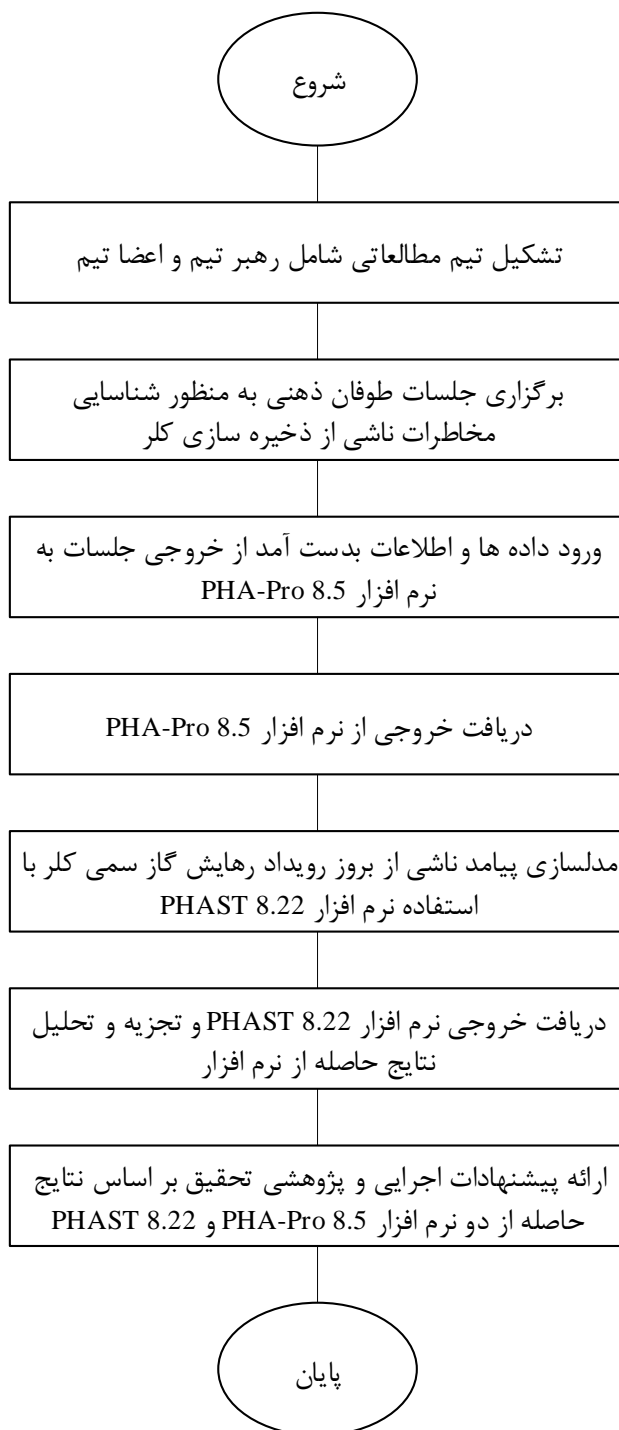 شروع
تشکیل تیم مطالعاتی شامل رهبر تیم و اعضا تیم
برگزاری جلسات طوفان ذهنی به منظور شناسایی
مخاطرات ناشی از ذخیره سازی کلر
ورود داده ها و اطلاعات بدست آمد از خروجی جلسات به
نرم افزار PHA-Pro 8.5
دریافت خروجی از نرم افزار PHA-Pro 8.5
مدلسازی پیامد ناشی از بروز رویداد رهایش گاز سمی کلر با
استفاده نرم افزار PHAST 8.22
دریافت خروجی نرم افزار PHAST 8.22 و تجزیه و تحلیل
نتایج حاصله از نرم افزار
ارائه پیشنهادات اجرایی و پژوهشی تحقیق بر اساس نتایج
حاصله از دو نرم افزار PHA-Pro 8.5 و PHAST 8.22
پایان